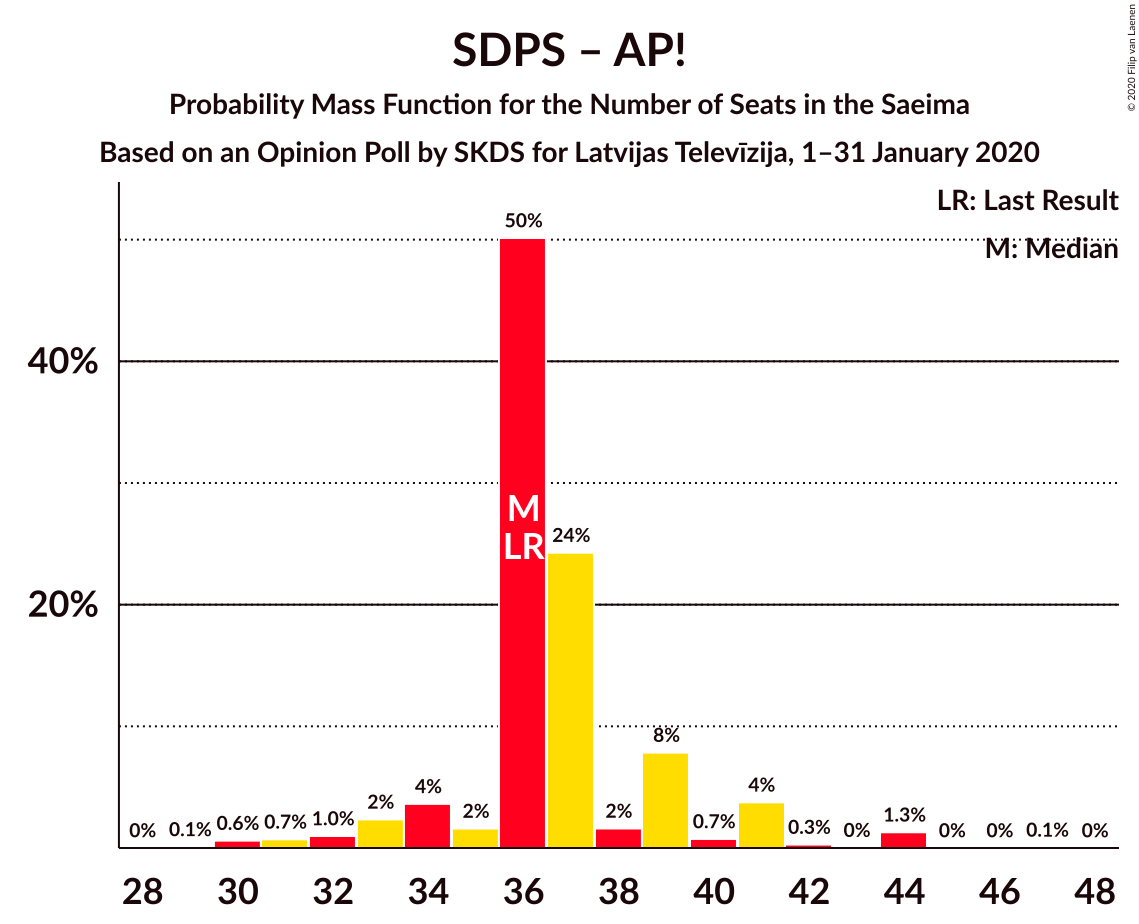 SDPS – AP!
Probability Mass Function for the Number of Seats in the Saeima
Based on an Opinion Poll by SKDS for Latvijas Televīzija, 1–31 January 2020
© 2020 Filip van Laenen
LR: Last Result
M: Median
40%
20%
0%
0.1%
0.6%
0.7%
1.0%
2%
4%
2%
50%
M
LR
24%
2%
8%
0.7%
4%
0.3%
0%
1.3%
0%
0%
0.1%
0%
28 30 32 34 36 38 40 42 44 46 48